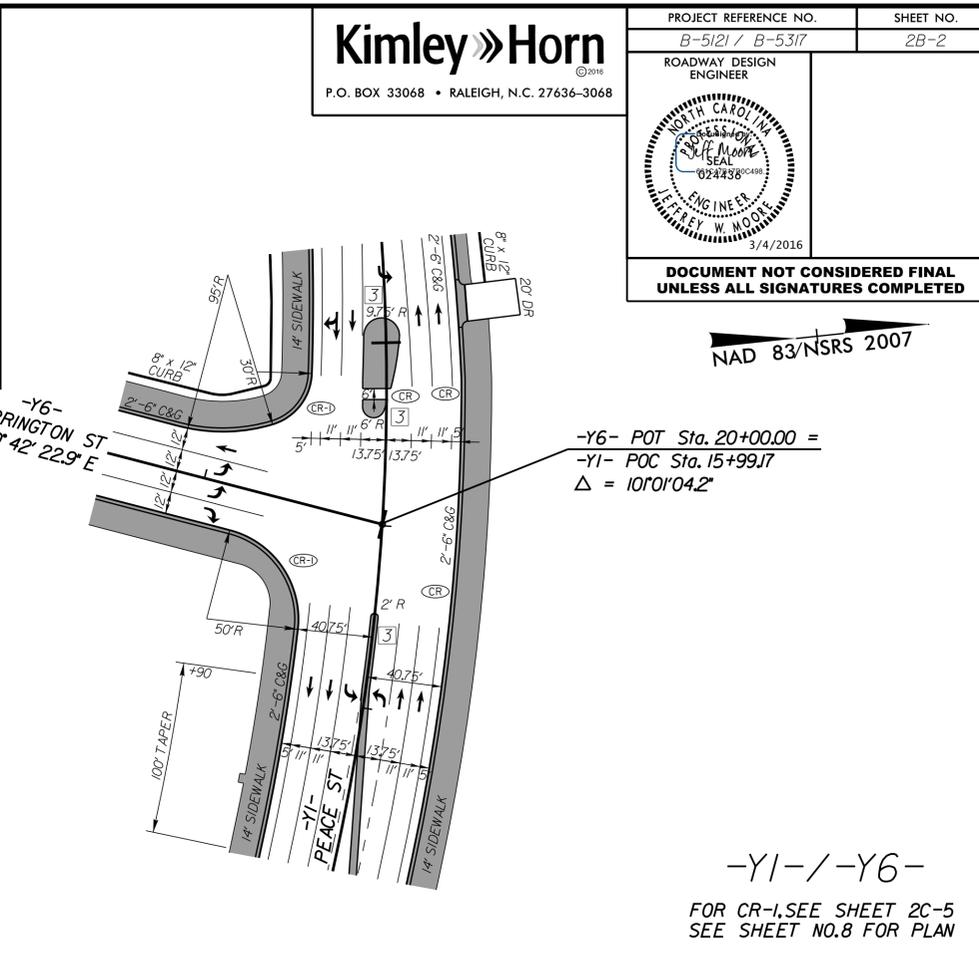 Kimley»Horn
©2016
P.O. BOX 33068 • RALEIGH, N.C. 27636-3068
PROJECT REFERENCE NO.
SHEET NO.
B-5121 / B-5317
2B-2
ROADWAY DESIGN
ENGINEER
NORTH CAROLINA
PROFESSIONAL
Jeff Moore
SEAL
024436
ENGINEER
JEFFREY W. MOORE
3/4/2016
DOCUMENT NOT CONSIDERED FINAL
UNLESS ALL SIGNATURES COMPLETED
NAD 83/NSRS 2007
95'R
14' SIDEWALK
2'-6" C&G
8" x 12"
CURB
20' DR
3
9.75' R
8" x 12"
CURB
30'R
2'-6" C&G
6'
CR
CR
CR-1
3
6' R
5'
11'
11'
13.75'
13.75'
11'
11'
5'
-Y6-
RRINGTON ST
42' 22.9" E
12'
12'
12'
12'
-Y6- POT Sta. 20+00.00 =
-Y1- POC Sta. 15+99.17
Δ = 101°01'04.2"
2'-6" C&G
CR-1
CR
2' R
50'R
40.75'
3
+90
40.75'
2'-6" C&G
100' TAPER
5'
11'
11'
13.75'
13.75'
11'
11'
5'
14' SIDEWALK
-Y1-
PEACE ST
14' SIDEWALK
-Y1-/-Y6-
FOR CR-1,SEE SHEET 2C-5
SEE SHEET NO.8 FOR PLAN